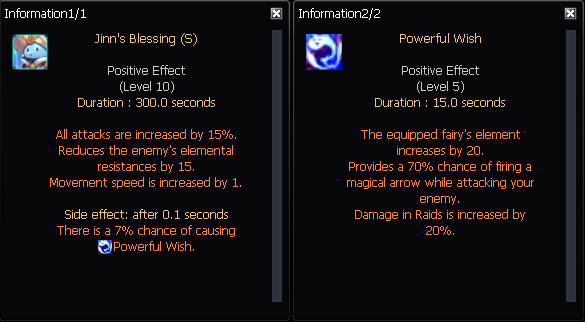 Information1/1
Jinn's Blessing (S)
Positive Effect
(Level 10)
Duration : 300.0 seconds
All attacks are increased by 15%.
Reduces the enemy's elemental
resistances by 15.
Movement speed is increased by 1.
Side effect: after 0.1 seconds
There is a 7% chance of causing
Powerful Wish.
Information2/2
Powerful Wish
Positive Effect
(Level 5)
Duration : 15.0 seconds
The equipped fairy's element
increases by 20.
Provides a 70% chance of firing a
magical arrow while attacking your
enemy.
Damage in Raids is increased by
20%.